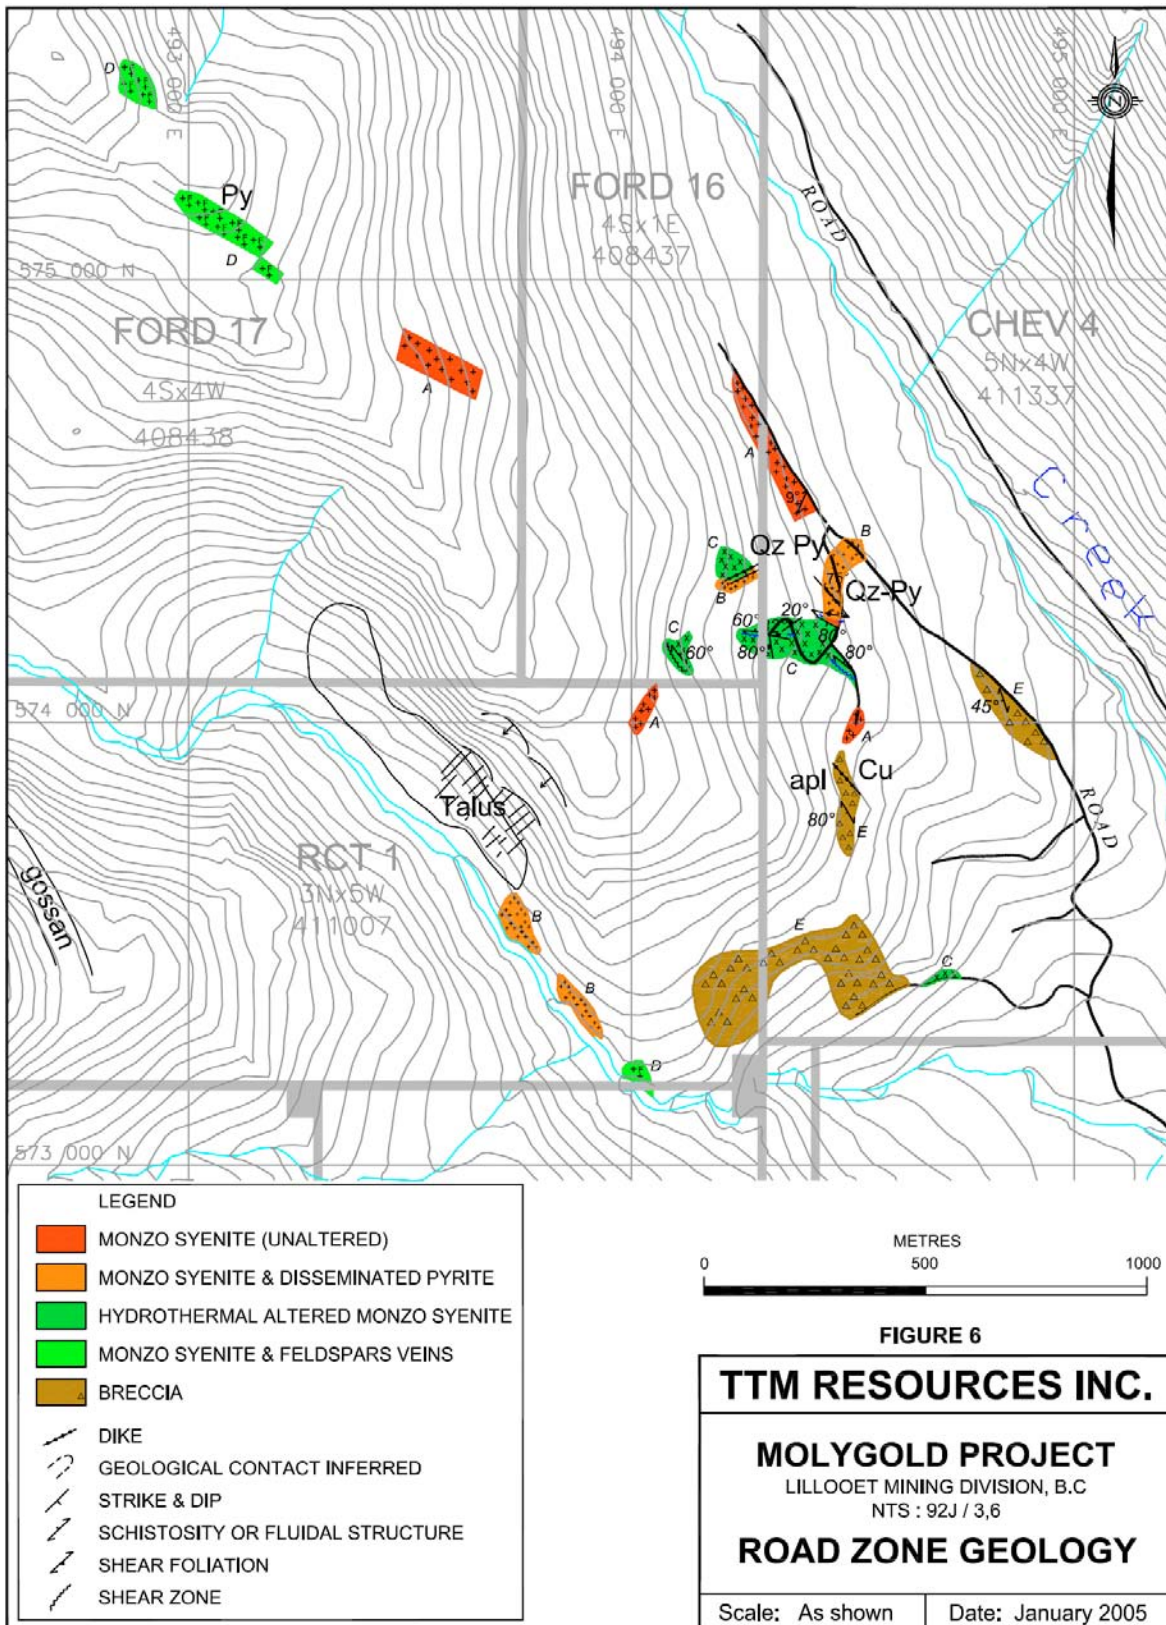 493 000 E
494 000 E
495 000 E
D
Py
D
575 000 N
FORD 17
4Sx4W
408438
A
FORD 16
4Sx1E
408437
ROAD
N
CHEV 4
5Nx4W
411337
Creek
A
9°
C
Qz Py
B
B
75
Qz-Py
C
60°
60°
20°
80°
80°
80°
C
574 000 N
A
A
45°
E
apl
Cu
80°
E
ROAD
Talus
gossan
RCT 1
3Nx5W
411007
B
B
E
C
D
573 000 N
LEGEND
MONZO SYENITE (UNALTERED)
MONZO SYENITE & DISSEMINATED PYRITE
HYDROTHERMAL ALTERED MONZO SYENITE
MONZO SYENITE & FELDSPARS VEINS
BRECCIA
DIKE
GEOLOGICAL CONTACT INFERRED
STRIKE & DIP
SCHISTOSITY OR FLUIDAL STRUCTURE
SHEAR FOLIATION
SHEAR ZONE
METRES
0 500 1000
FIGURE 6
TTM RESOURCES INC.
MOLYGOLD PROJECT
LILLOOET MINING DIVISION, B.C
NTS : 92J / 3,6
ROAD ZONE GEOLOGY
Scale: As shown
Date: January 2005